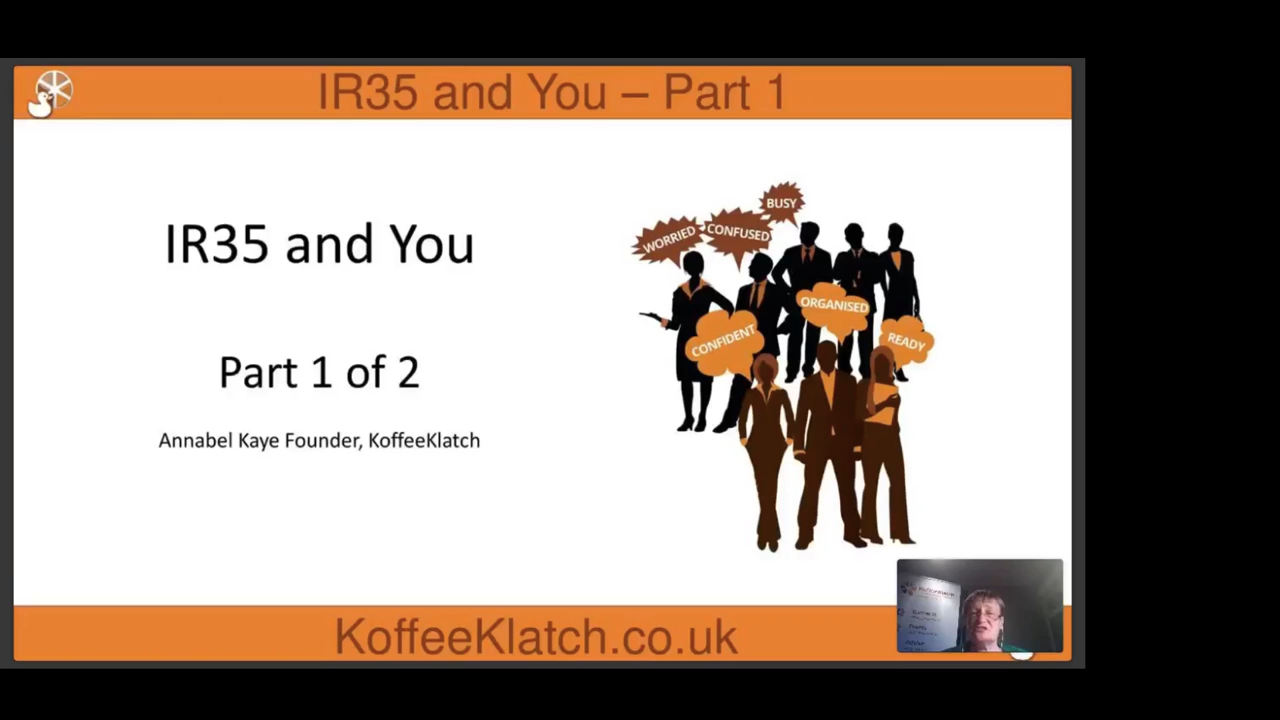 IR35 and You – Part 1
IR35 and You
Part 1 of 2
Annabel Kaye Founder, KoffeeKlatch
BUSY
WORRIED
CONFUSED
ORGANISED
CONFIDENT
READY
KoffeeKlatch.co.uk